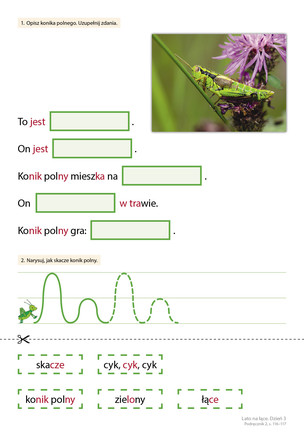 1. Opisz konika polnego. Uzupełnij zdania.
To jest .
On jest .
Konik polny mieszka na .
On w trawie.
Konik polny gra: .
2. Narysuj, jak skacze konik polny.
skacze cyk, cyk, cyk
konik polny zielony łące
Lato na łące. Dzień 3
Podręcznik 2, s. 116-117